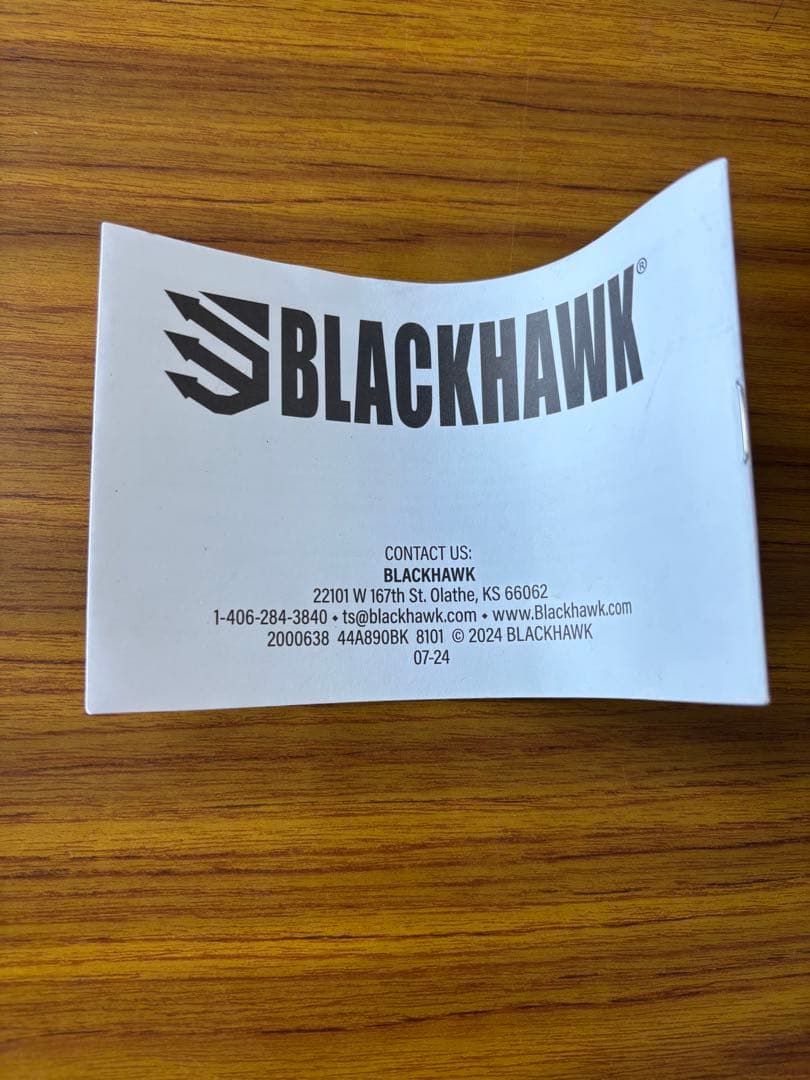 BLACKHAWK®
CONTACT US:
BLACKHAWK
22101 W 167th St. Olathe, KS 66062
1-406-284-3840 • ts@blackhawk.com • www.Blackhawk.com
2000638 44A890BK 8101 © 2024 BLACKHAWK
07-24